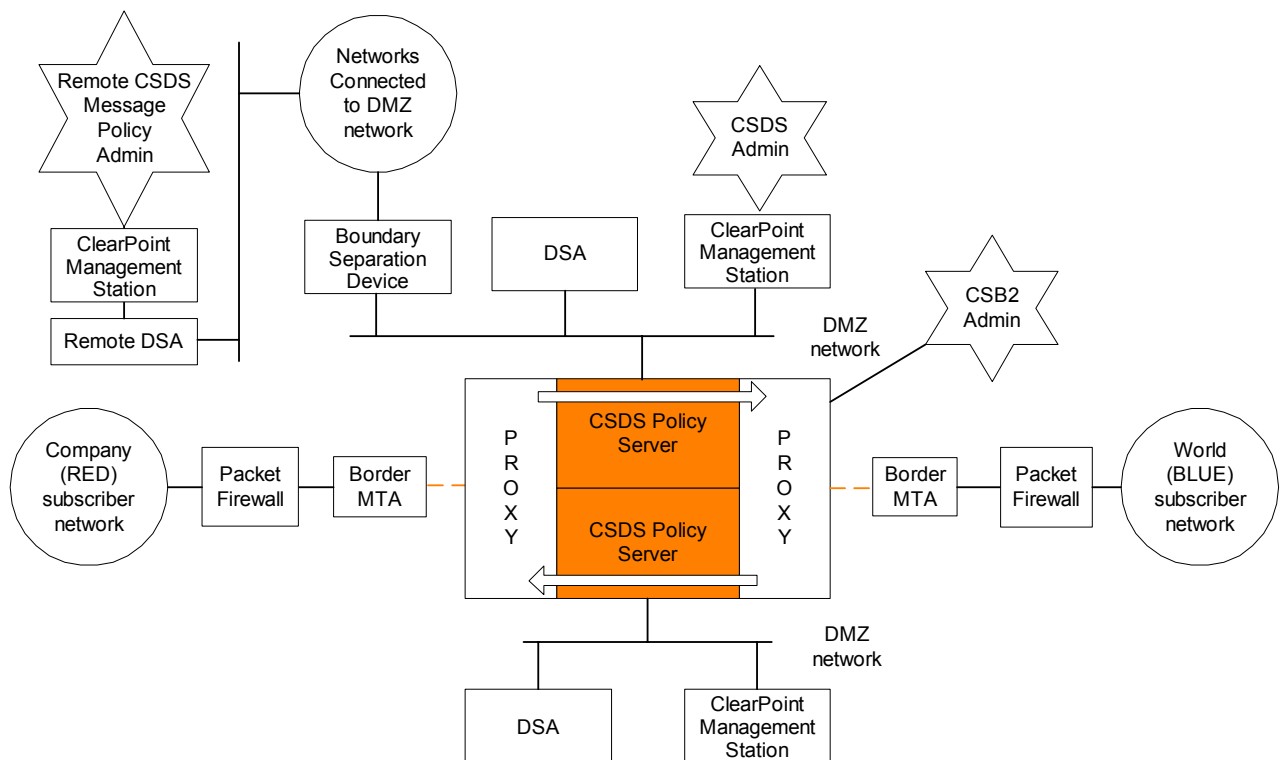 Remote CSDS
Message
Policy
Admin
Networks
Connected
to DMZ
network
CSDS
Admin
ClearPoint
Management
Station
Remote DSA
Boundary
Separation
Device
DSA
ClearPoint
Management
Station
CSB2
Admin
DMZ
network
Company
(RED)
subscriber
network
Packet
Firewall
Border
MTA
P
R
O
X
Y
CSDS Policy
Server
CSDS Policy
Server
P
R
O
X
Y
Border
MTA
Packet
Firewall
World
(BLUE)
subscriber
network
DMZ
network
DSA
ClearPoint
Management
Station